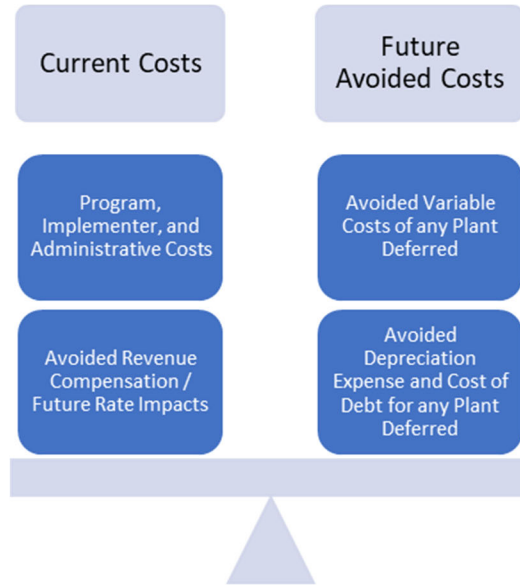 Current Costs
Future
Avoided Costs
Program,
Implementer, and
Administrative Costs
Avoided Variable
Costs of any Plant
Deferred
Avoided Revenue
Compensation /
Future Rate Impacts
Avoided
Depreciation
Expense and Cost of
Debt for any Plant
Deferred